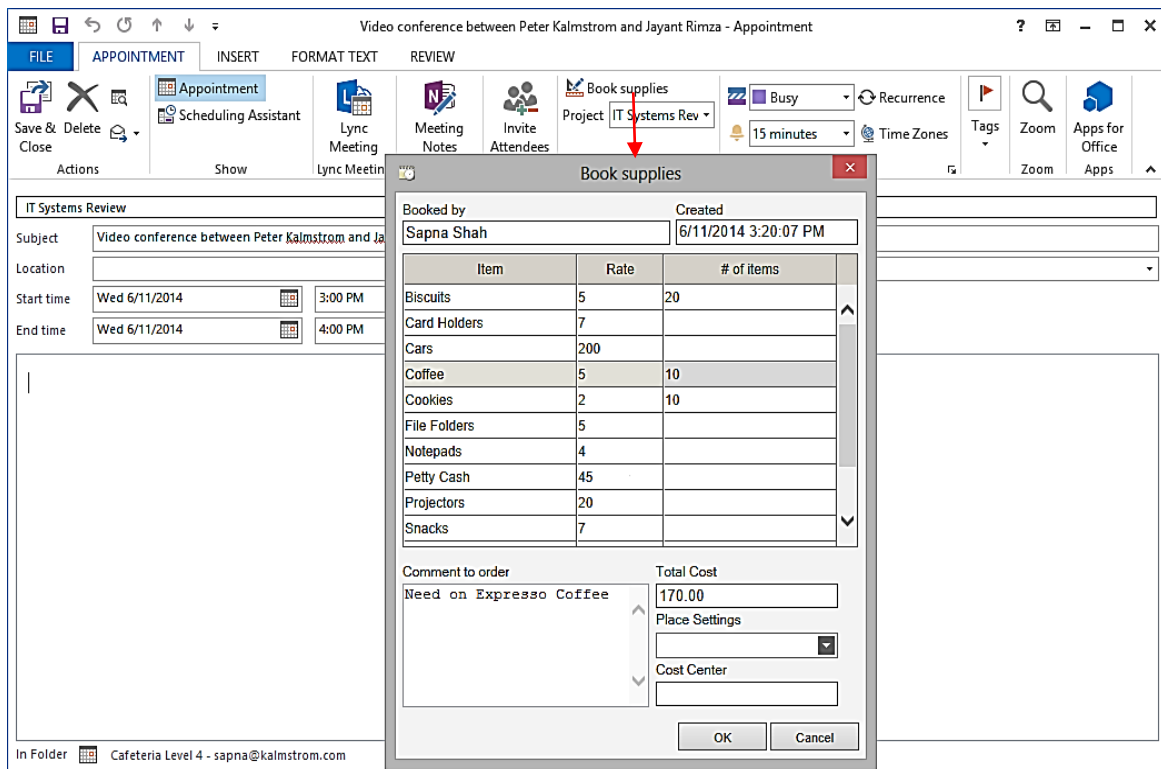 Video conference between Peter Kalmstrom and Jayant Rimza - Appointment
FILE APPOINTMENT INSERT FORMAT TEXT REVIEW
Save & Close
Delete
Actions
Appointment
Scheduling Assistant
Show
Lync Meeting
Lync Meetin
Meeting Notes
Invite Attendees
Book supplies
Project IT Systems Rev
Busy
15 minutes
Recurrence
Time Zones
Tags
Zoom
Zoom
Apps for Office
Apps
IT Systems Review
Subject Video conference between Peter Kalmstrom and Ja
Location
Start time Wed 6/11/2014 3:00 PM
End time Wed 6/11/2014 4:00 PM
Book supplies
Booked by Created
Sapna Shah 6/11/2014 3:20:07 PM
Item Rate # of items
Biscuits 5 20
Card Holders 7
Cars 200
Coffee 5 10
Cookies 2 10
File Folders 5
Notepads 4
Petty Cash 45
Projectors 20
Snacks 7
Comment to order
Need on Expresso Coffee
Total Cost
170.00
Place Settings
Cost Center
OK Cancel
In Folder Cafeteria Level 4 - sapna@kalmstrom.com